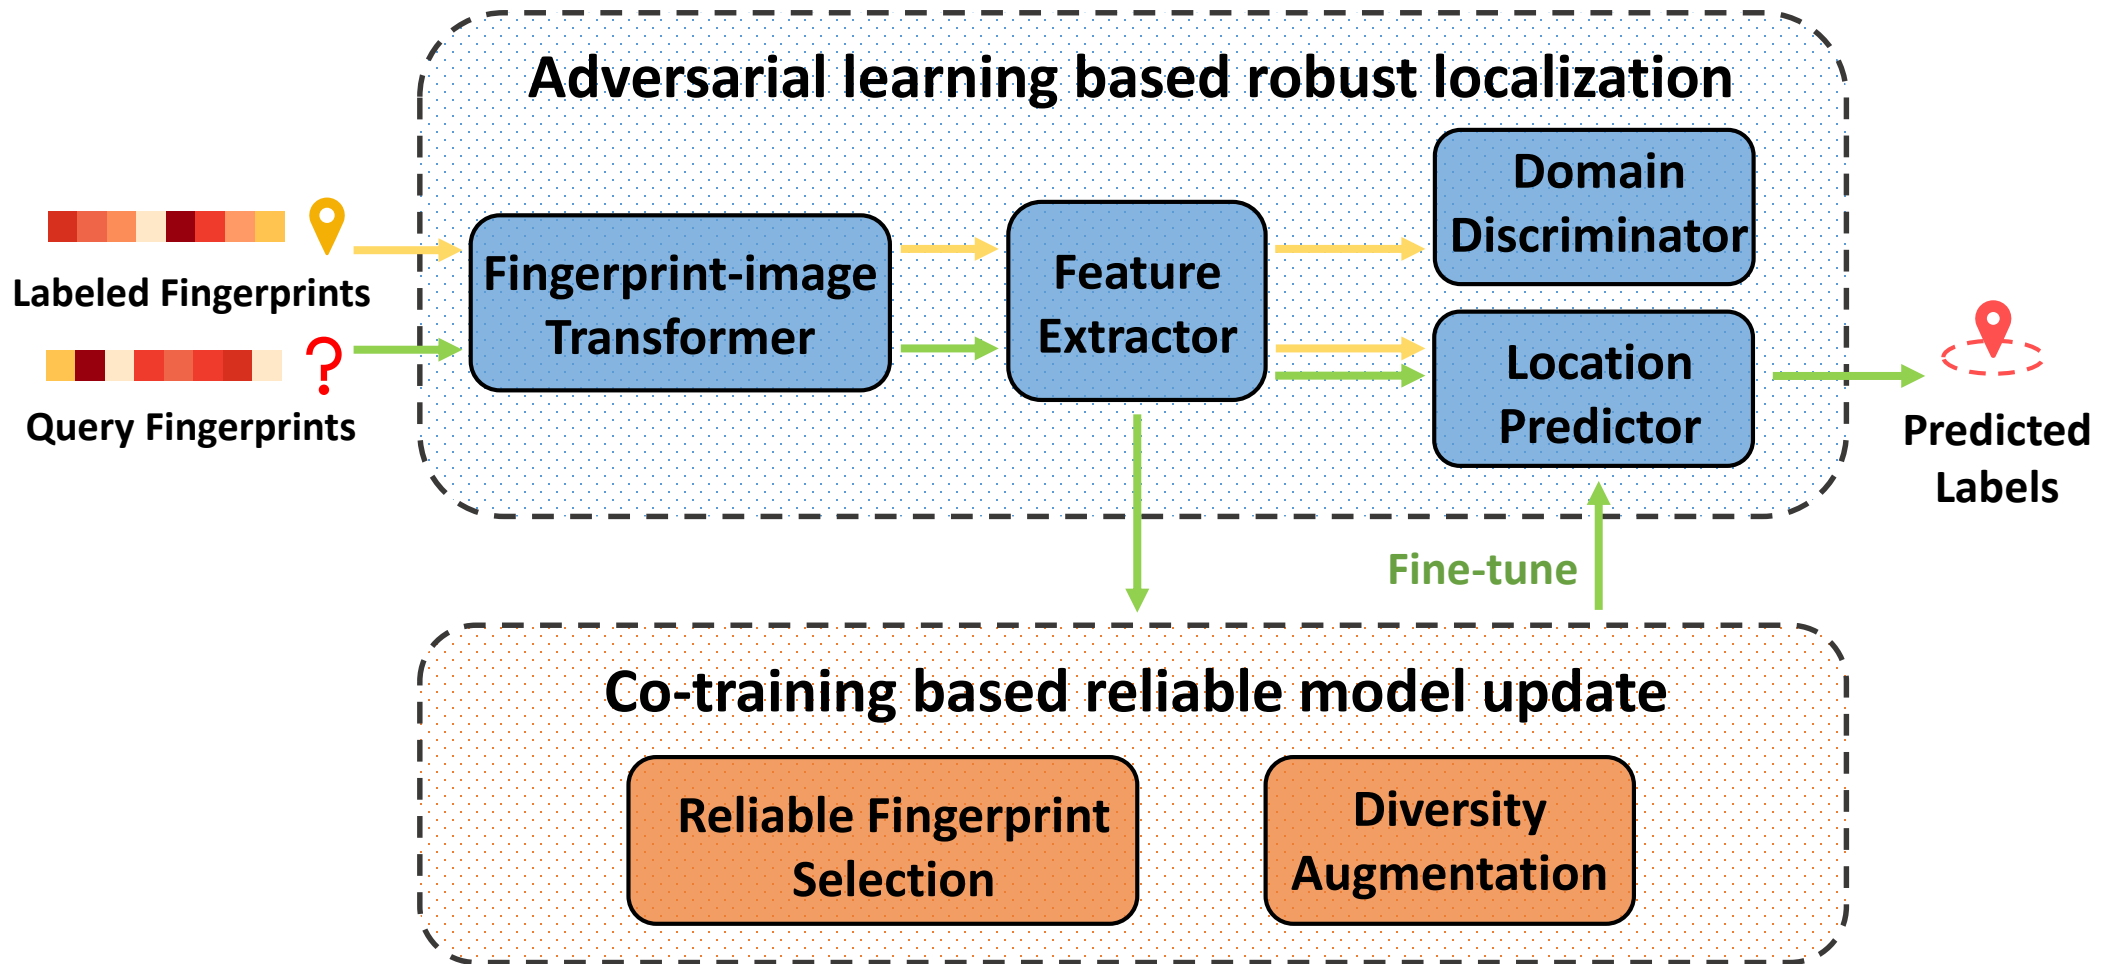 Adversarial learning based robust localization
Labeled Fingerprints
?
Query Fingerprints
Fingerprint-image
Transformer
Feature
Extractor
Domain
Discriminator
Location
Predictor
Predicted
Labels
Fine-tune
Co-training based reliable model update
Reliable Fingerprint
Selection
Diversity
Augmentation